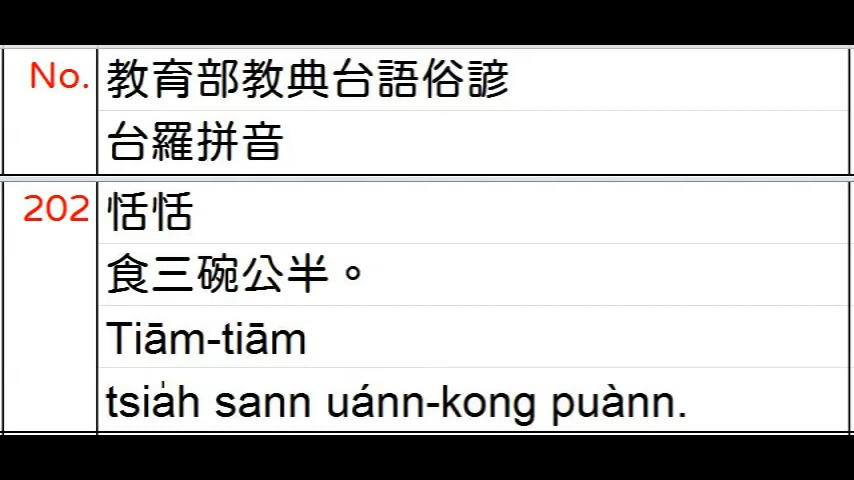 No.
教育部教典台語俗諺
台羅拼音
202
恬恬
食三碗公半。
Tiām-tiām
tsia̍h sann uánn-kong puànn.